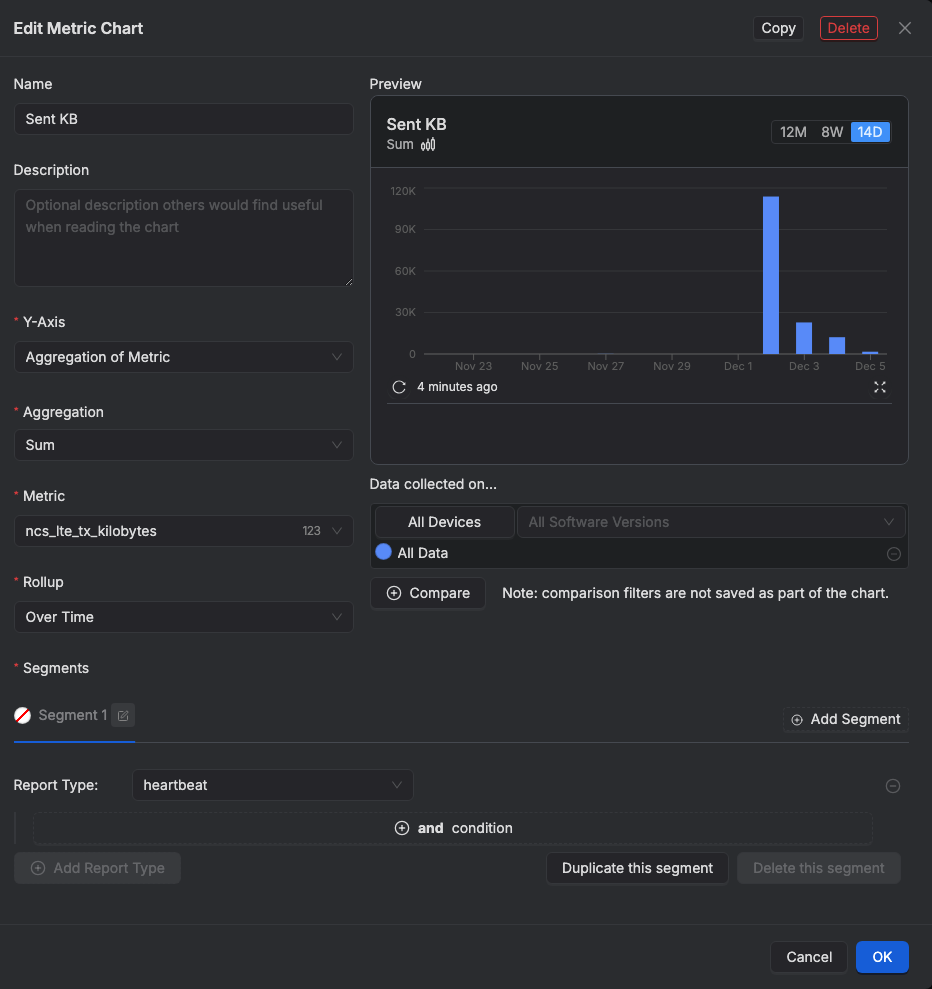 Edit Metric Chart
Copy
Delete
Name
Sent KB
Description
Optional description others would find useful
when reading the chart
* Y-Axis
Aggregation of Metric
* Aggregation
Sum
* Metric
ncs_lte_tx_kilobytes 123
* Rollup
Over Time
Preview
Sent KB
Sum
12M 8W 14D
120K
90K
60K
30K
0
Nov 23 Nov 25 Nov 27 Nov 29 Dec 1 Dec 3 Dec 5
4 minutes ago
Data collected on...
All Devices
All Software Versions
All Data
Compare
Note: comparison filters are not saved as part of the chart.
* Segments
Segment 1
Add Segment
Report Type:
heartbeat
and condition
Add Report Type
Duplicate this segment
Delete this segment
Cancel
OK